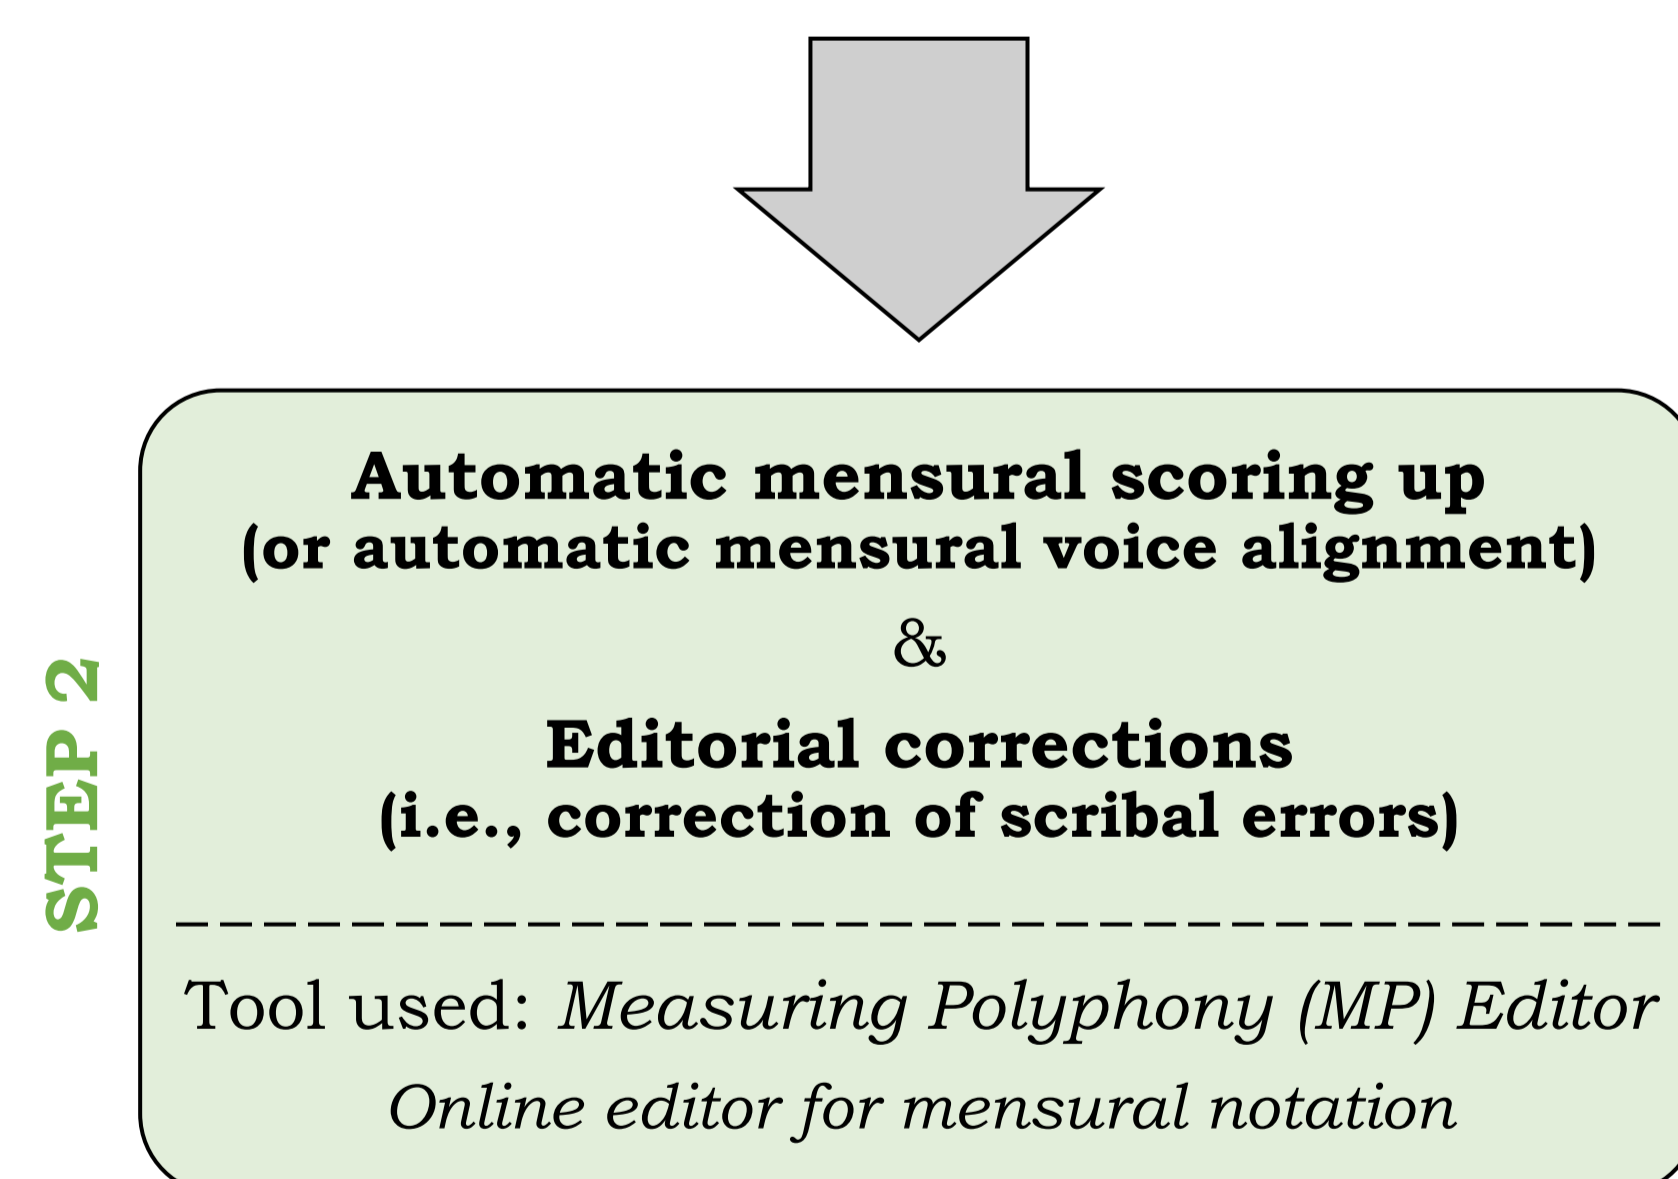 STEP 2
Automatic mensural scoring up
(or automatic mensural voice alignment)
&
Editorial corrections
(i.e., correction of scribal errors)
Tool used: Measuring Polyphony (MP) Editor
Online editor for mensural notation